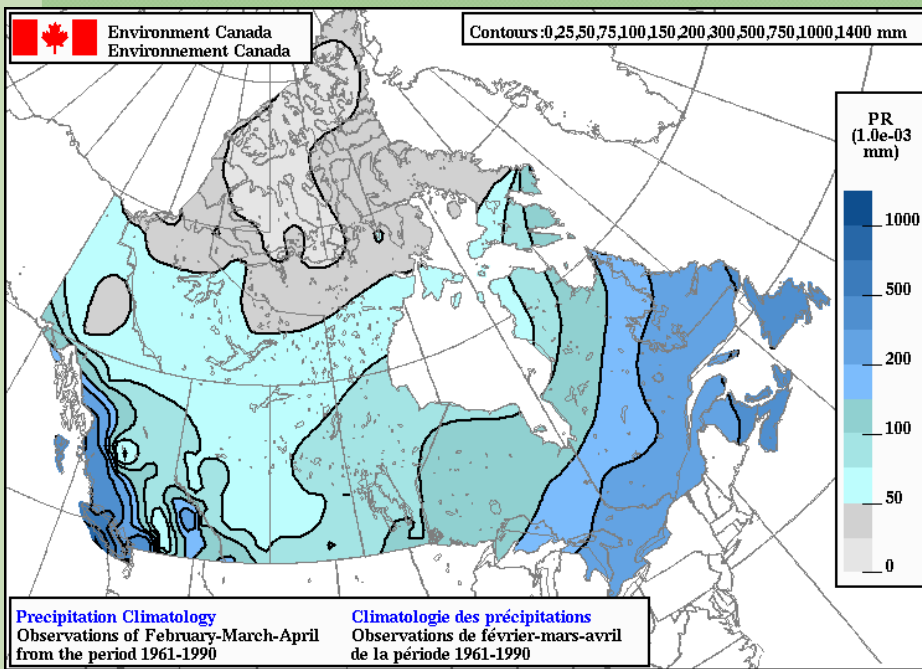 Environment Canada
Environnement Canada
Contours:0,25,50,75,100,150,200,300,500,750,1000,1400 mm
PR
(1.0e-03
mm)
1000
500
200
100
50
0
Precipitation Climatology
Observations of February-March-April
from the period 1961-1990
Climatologie des précipitations
Observations de février-mars-avril
de la période 1961-1990